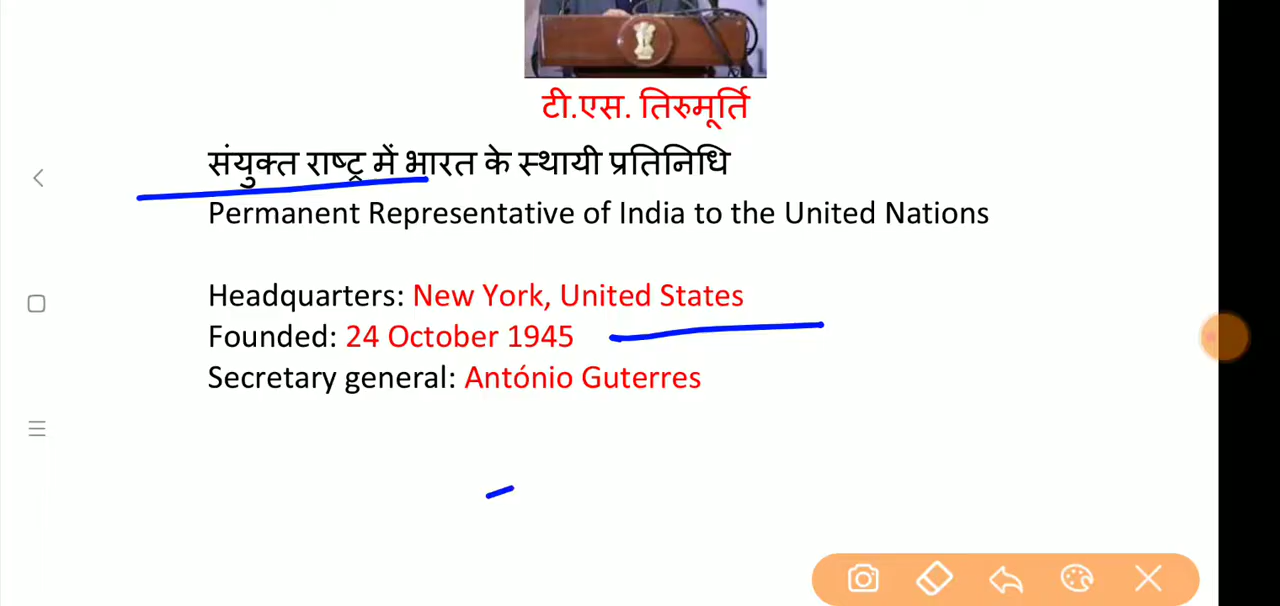 टी.एस. तिरुमूर्ति
संयुक्त राष्ट्र में भारत के स्थायी प्रतिनिधि
Permanent Representative of India to the United Nations
Headquarters: New York, United States
Founded: 24 October 1945
Secretary general: António Guterres